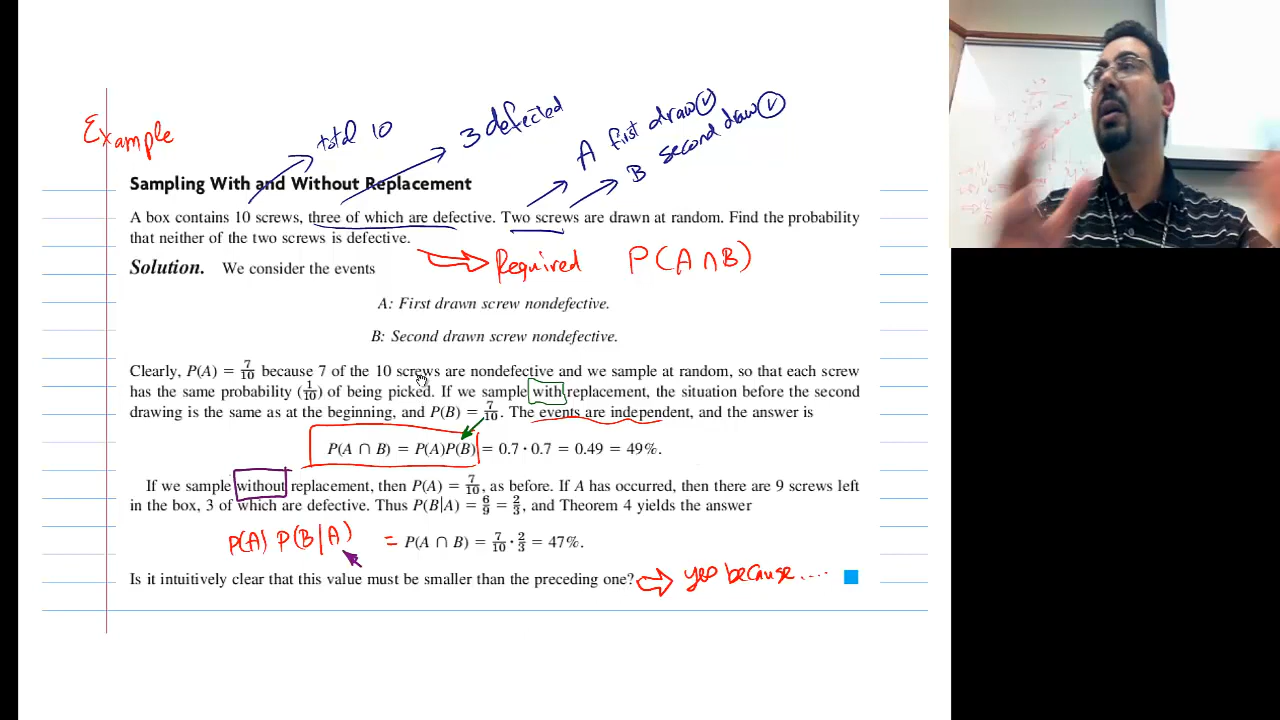 Example
total 10
3 defected
A first draw
B second draw
Sampling With and Without Replacement
A box contains 10 screws, three of which are defective. Two screws are drawn at random. Find the probability
that neither of the two screws is defective.
Required P(A ∩ B)
Solution. We consider the events
A: First drawn screw nondefective.
B: Second drawn screw nondefective.
Clearly, P(A) = 7/10 because 7 of the 10 screws are nondefective and we sample at random, so that each screw
has the same probability (1/10) of being picked. If we sample with replacement, the situation before the second
drawing is the same as at the beginning, and P(B) = 7/10. The events are independent, and the answer is
P(A ∩ B) = P(A)P(B) = 0.7 · 0.7 = 0.49 = 49%.
If we sample without replacement, then P(A) = 7/10, as before. If A has occurred, then there are 9 screws left
in the box, 3 of which are defective. Thus P(B|A) = 6/9 = 2/3, and Theorem 4 yields the answer
P(A) P(B|A) = P(A ∩ B) = 7/10 · 2/3 = 47%.
Is it intuitively clear that this value must be smaller than the preceding one? yes because....